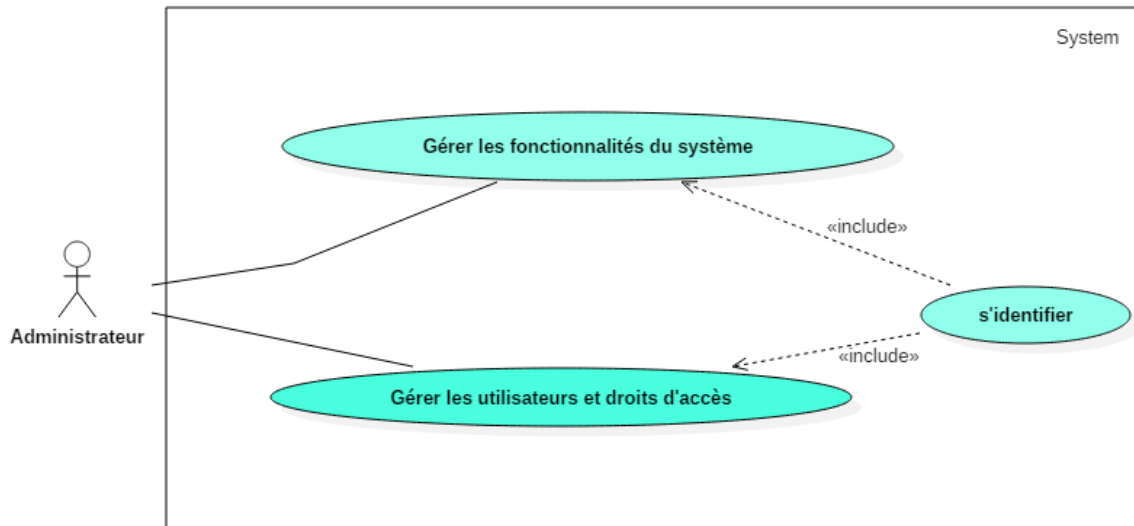 System
Gérer les fonctionnalités du système
«include»
s'identifier
Administrateur
«include»
Gérer les utilisateurs et droits d'accès